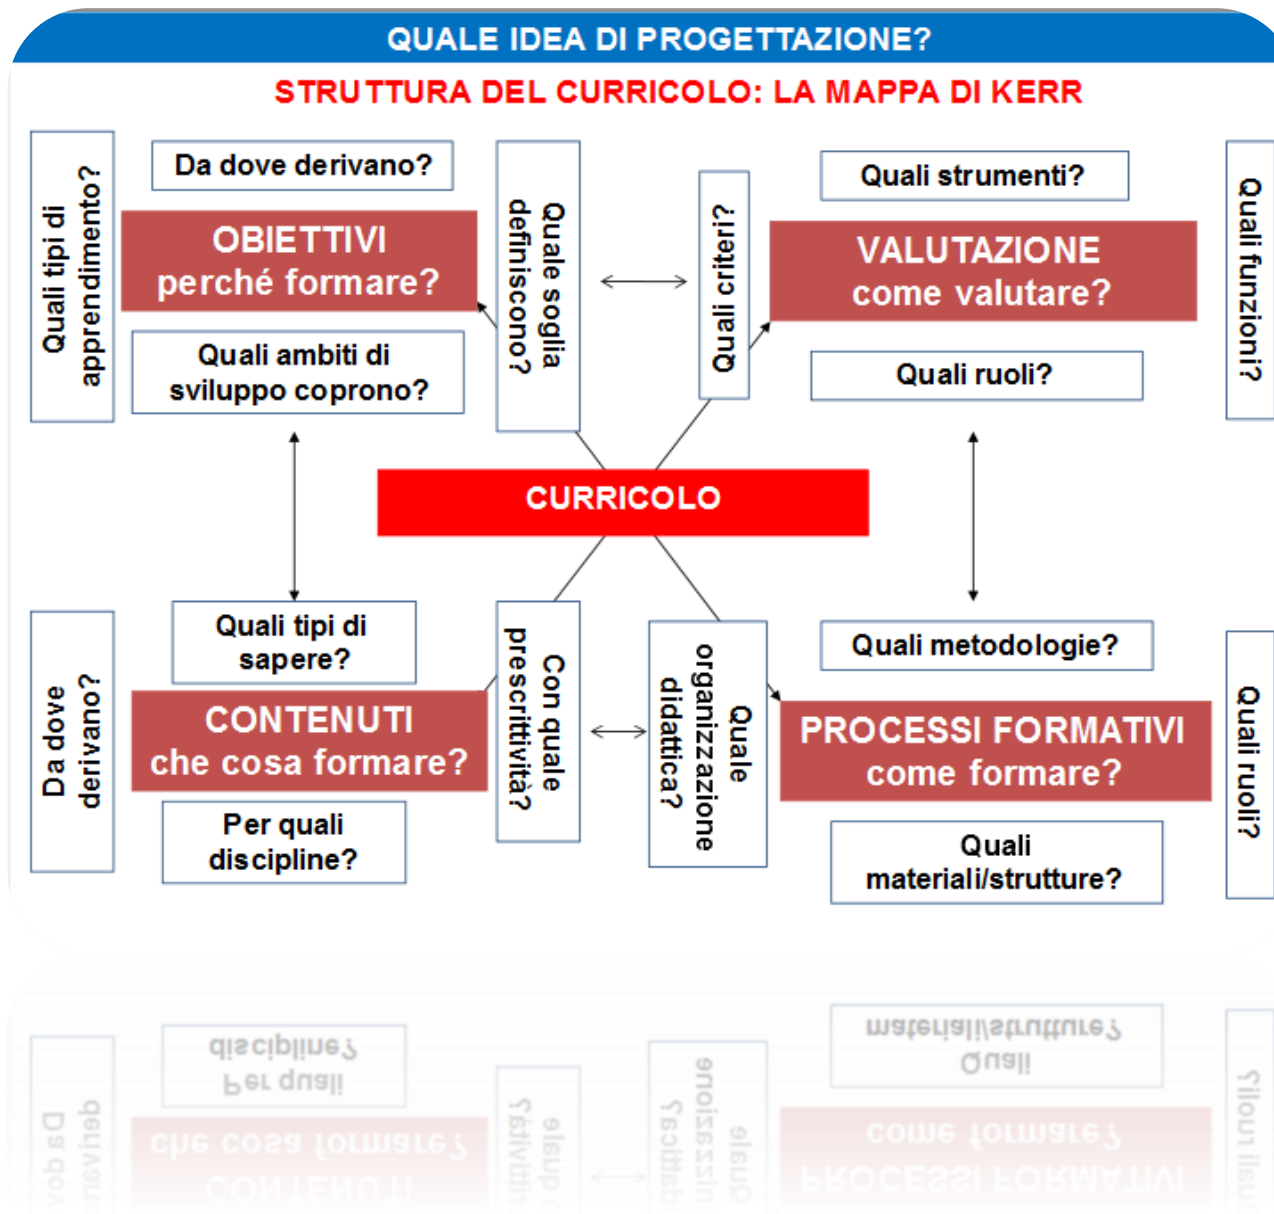 QUALE IDEA DI PROGETTAZIONE?
STRUTTURA DEL CURRICOLO: LA MAPPA DI KERR
Quali tipi di
apprendimento?
Da dove derivano?
OBIETTIVI
perché formare?
Quali ambiti di
sviluppo coprono?
Quale soglia
definiscono?
Quali criteri?
Quali strumenti?
VALUTAZIONE
come valutare?
Quali ruoli?
Quali funzioni?
CURRICOLO
Da dove
derivano?
Quali tipi di
sapere?
CONTENUTI
che cosa formare?
Per quali
discipline?
Con quale
prescrittività?
Quale
organizzazione
didattica?
Quali metodologie?
PROCESSI FORMATIVI
come formare?
Quali
materiali/strutture?
Quali ruoli?